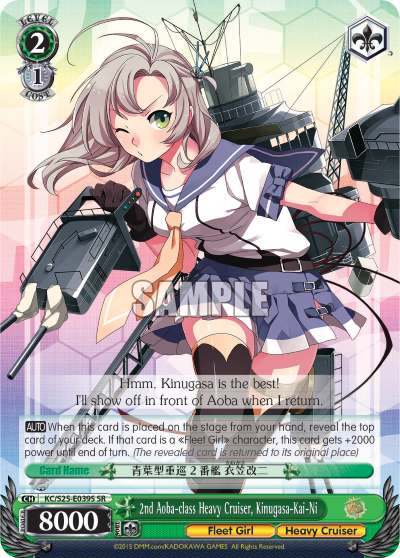 LEVEL
2
1
COST
SAMPLE
Hmm, Kinugasa is the best!
I'll show off in front of Aoba when I return.
AUTO When this card is placed on the stage from your hand, reveal the top
card of your deck. If that card is a «Fleet Girl» character, this card gets +2000
power until end of turn. (The revealed card is returned to its original place)
Card Name
青葉型重巡2番艦 衣笠改二
CH KC/S25-E039S SR
2nd Aoba-class Heavy Cruiser, Kinugasa-Kai-Ni
POWER
8000
SOUL
Fleet Girl
Heavy Cruiser
©2015 DMM.com/KADOKAWA GAMES All Rights Reserved.